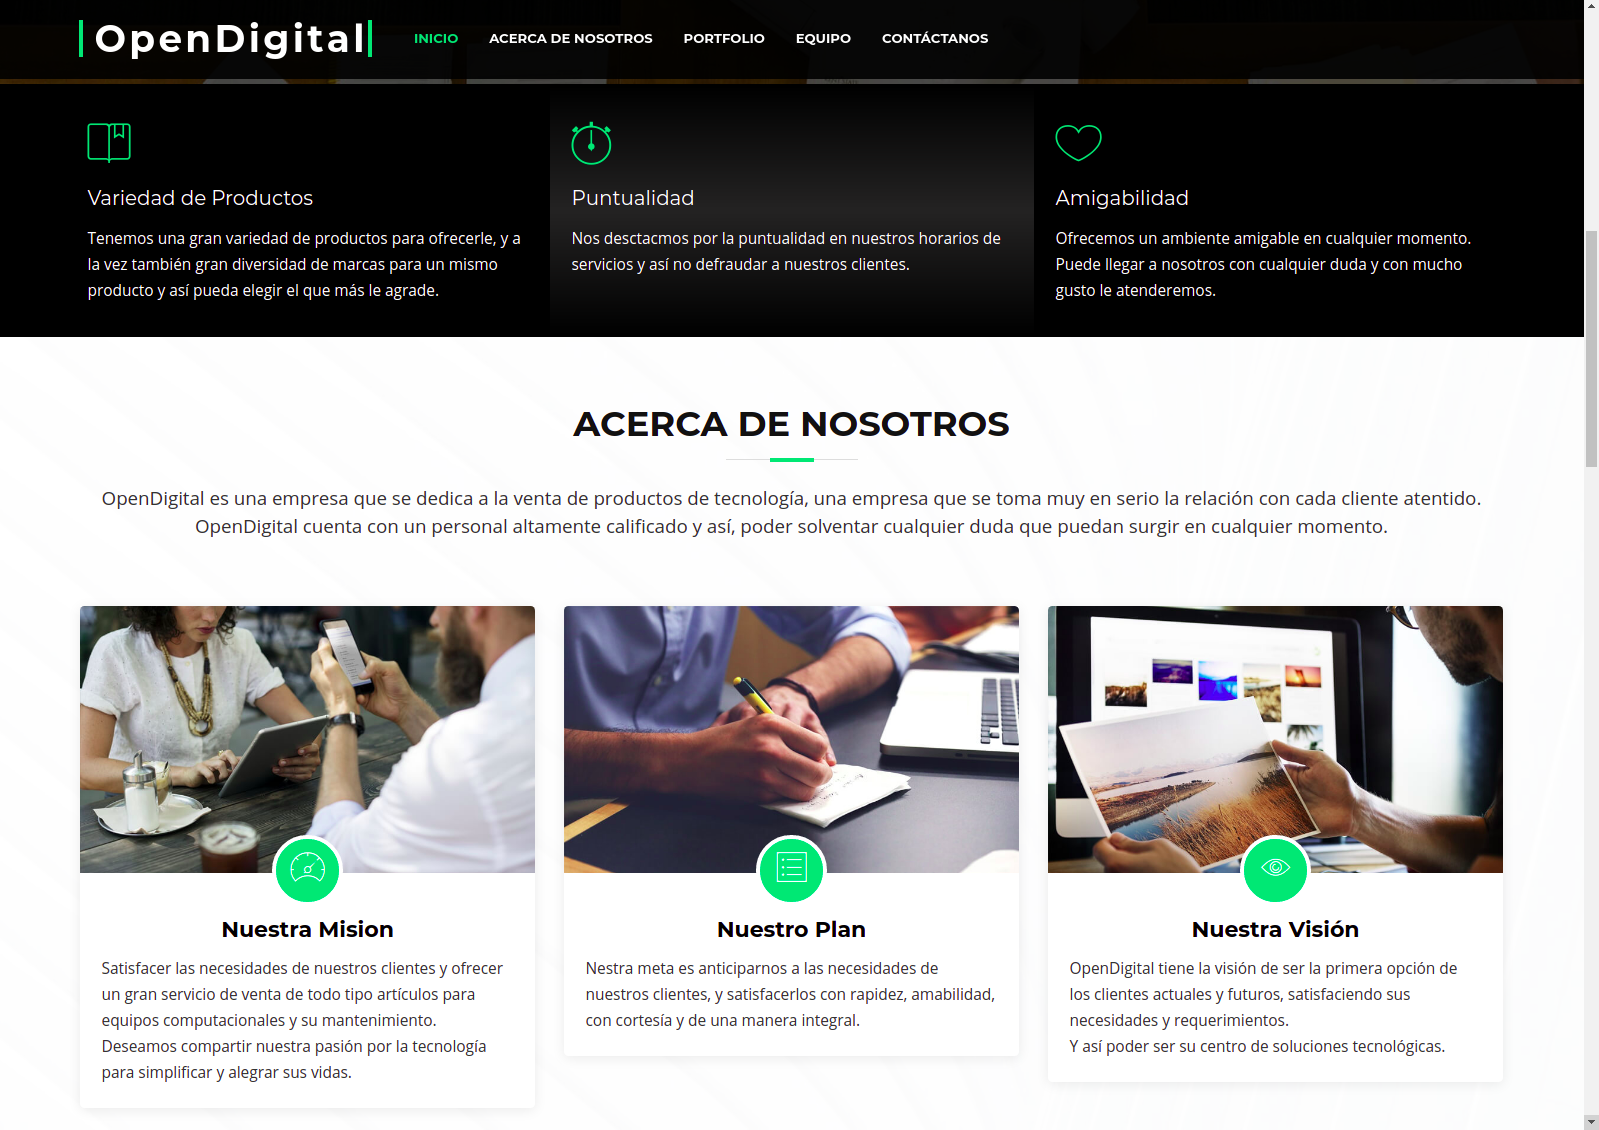 OpenDigital
INICIO ACERCA DE NOSOTROS PORTFOLIO EQUIPO CONTÁCTANOS
Variedad de Productos
Tenemos una gran variedad de productos para ofrecerle, y a
la vez también gran diversidad de marcas para un mismo
producto y así pueda elegir el que más le agrade.
Puntualidad
Nos desctacmos por la puntualidad en nuestros horarios de
servicios y así no defraudar a nuestros clientes.
Amigabilidad
Ofrecemos un ambiente amigable en cualquier momento.
Puede llegar a nosotros con cualquier duda y con mucho
gusto le atenderemos.
ACERCA DE NOSOTROS
OpenDigital es una empresa que se dedica a la venta de productos de tecnología, una empresa que se toma muy en serio la relación con cada cliente atentido.
OpenDigital cuenta con un personal altamente calificado y así, poder solventar cualquier duda que puedan surgir en cualquier momento.
Nuestra Mision
Satisfacer las necesidades de nuestros clientes y ofrecer
un gran servicio de venta de todo tipo artículos para
equipos computacionales y su mantenimiento.
Deseamos compartir nuestra pasión por la tecnología
para simplificar y alegrar sus vidas.
Nuestro Plan
Nestra meta es anticiparnos a las necesidades de
nuestros clientes, y satisfacerlos con rapidez, amabilidad,
con cortesía y de una manera integral.
Nuestra Visión
OpenDigital tiene la visión de ser la primera opción de
los clientes actuales y futuros, satisfaciendo sus
necesidades y requerimientos.
Y así poder ser su centro de soluciones tecnológicas.